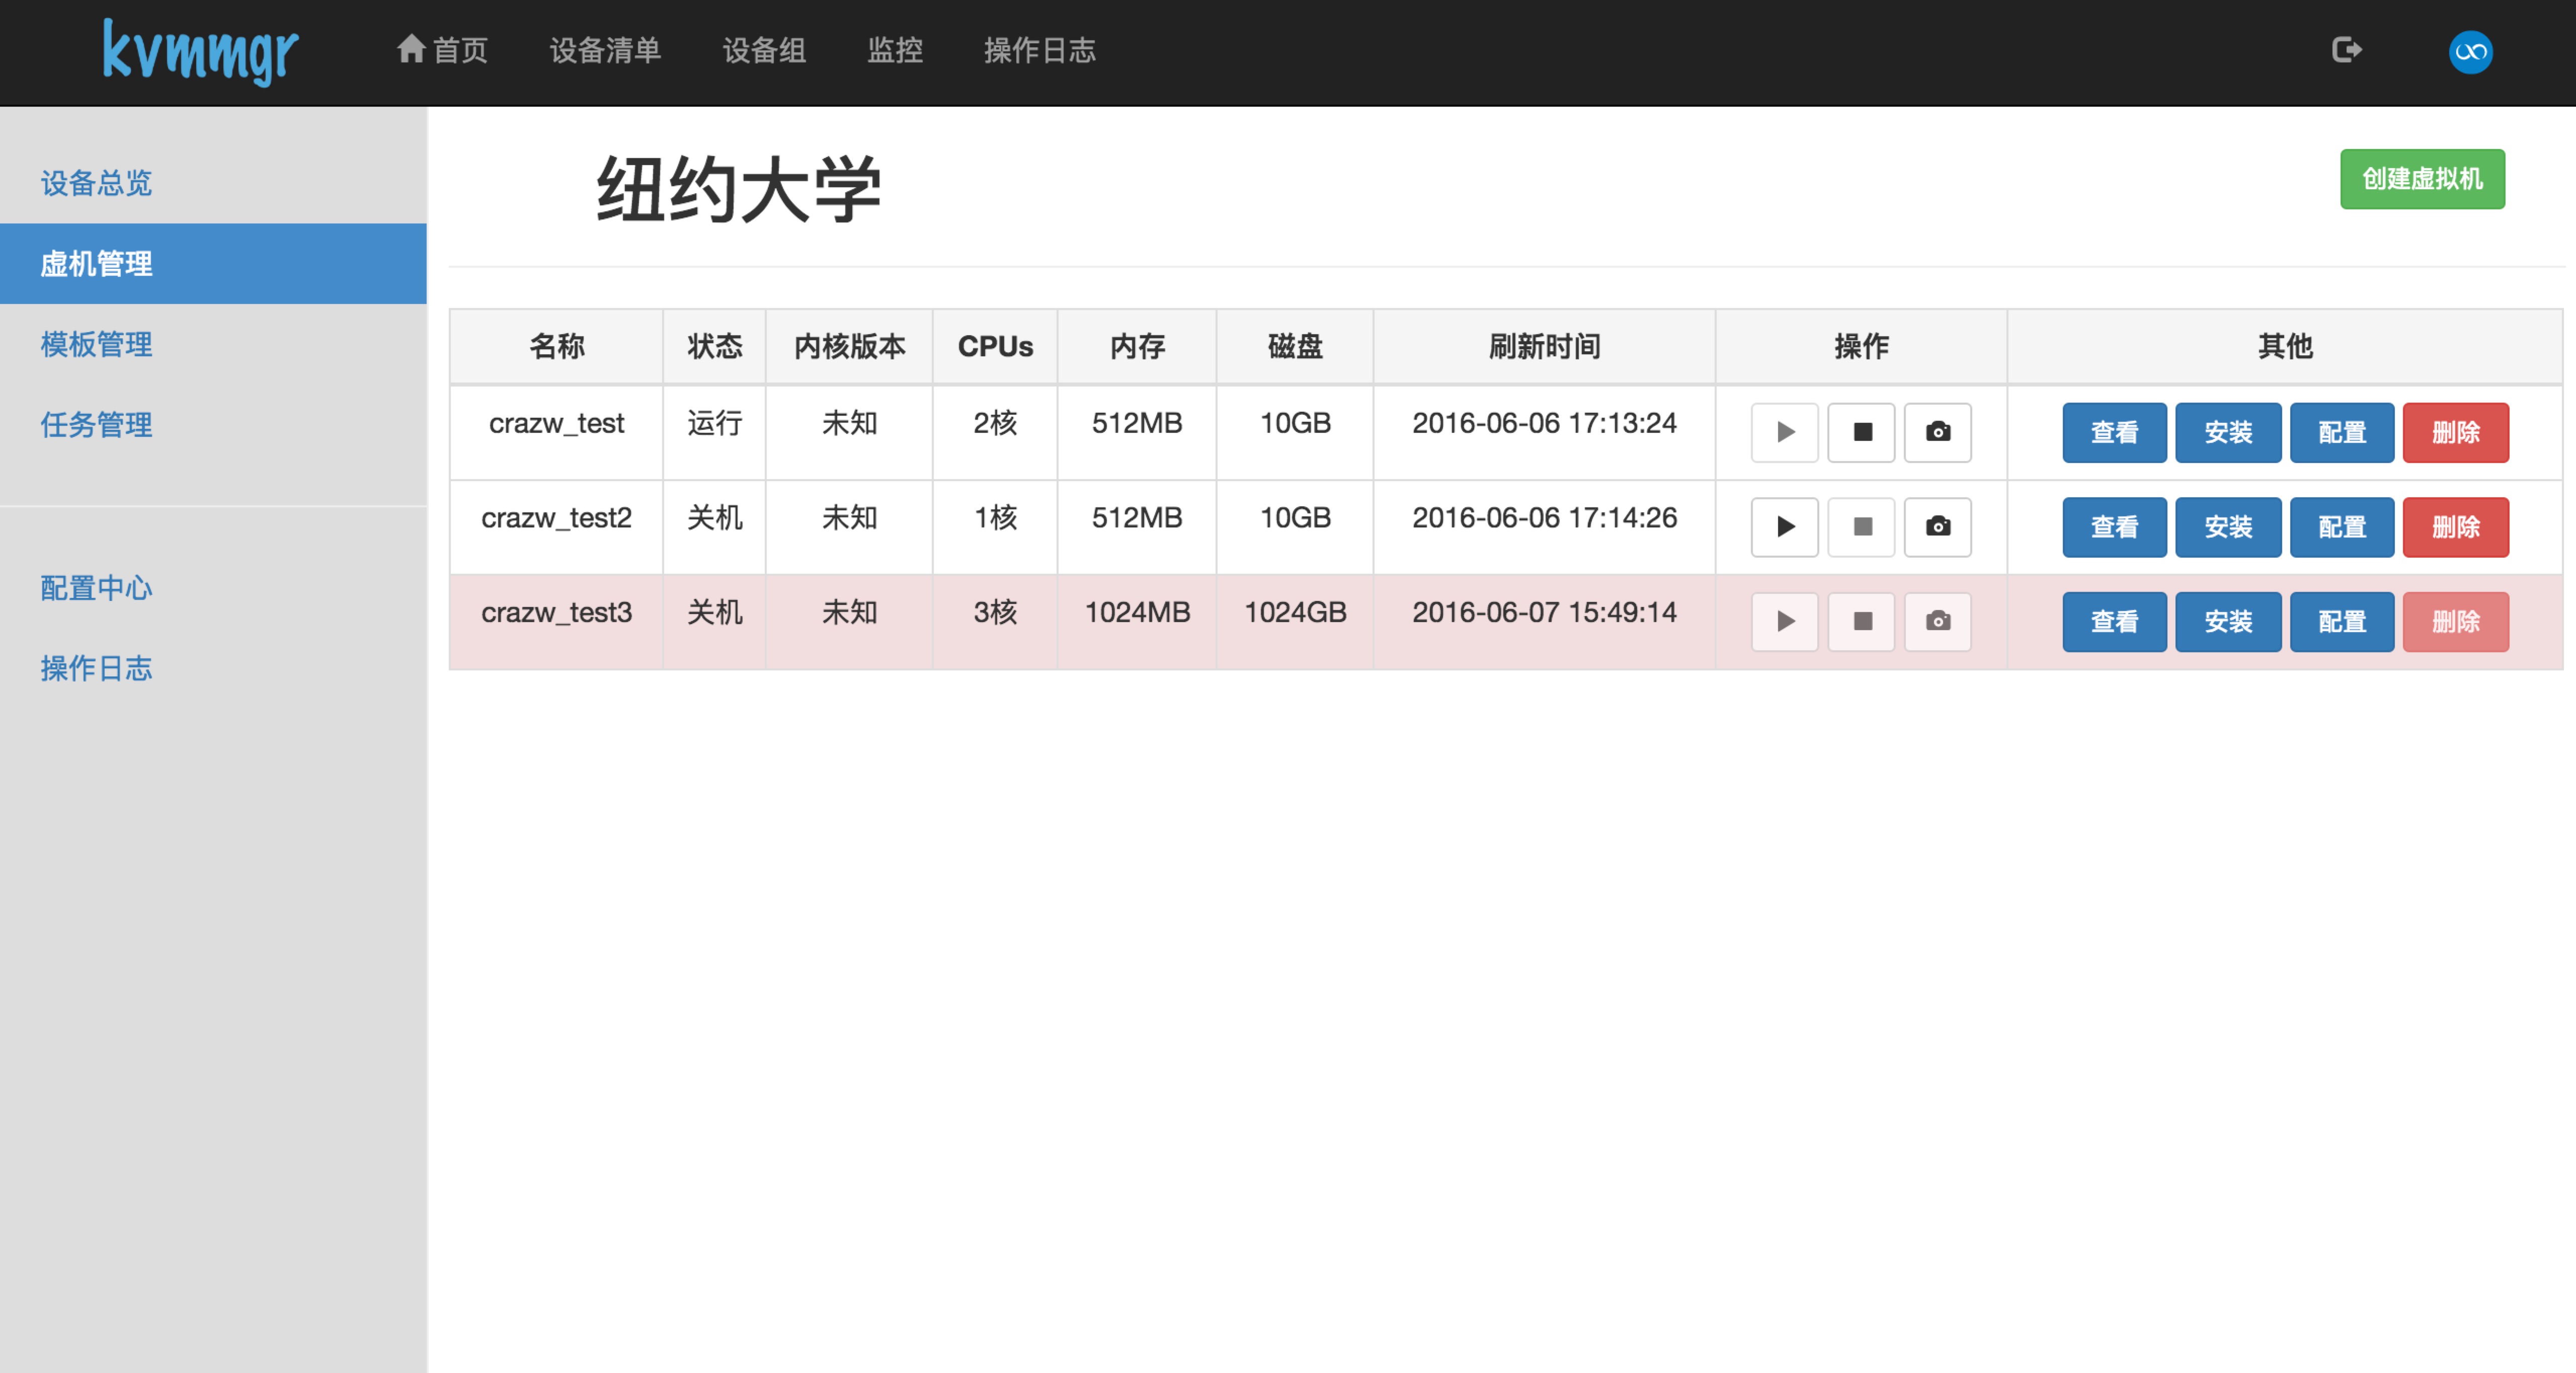 kvmmgr 首页 设备清单 设备组 监控 操作日志
设备总览
虚机管理
模板管理
任务管理
配置中心
操作日志
纽约大学
创建虚拟机
名称 状态 内核版本 CPUs 内存 磁盘 刷新时间 操作 其他
crazw_test 运行 未知 2核 512MB 10GB 2016-06-06 17:13:24 查看 安装 配置 删除
crazw_test2 关机 未知 1核 512MB 10GB 2016-06-06 17:14:26 查看 安装 配置 删除
crazw_test3 关机 未知 3核 1024MB 1024GB 2016-06-07 15:49:14 查看 安装 配置 删除